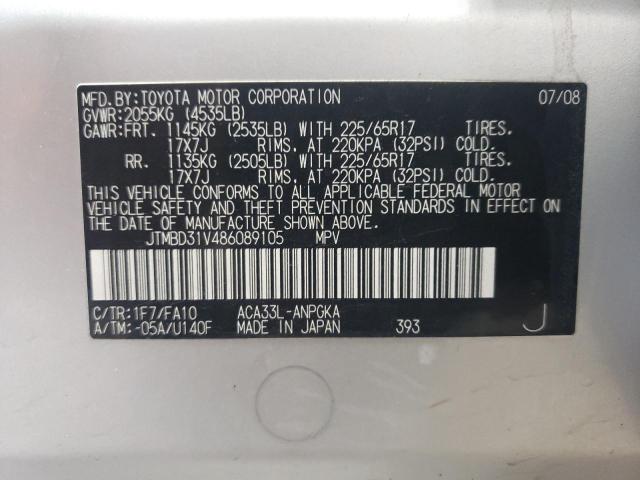 MFD.BY:TOYOTA MOTOR CORPORATION 07/08
GVWR:2055KG (4535LB)
GAWR:FRT. 1145KG (2535LB) WITH 225/65R17 TIRES.
17X7J RIMS, AT 220KPA (32PSI) COLD.
RR. 1135KG (2505LB) WITH 225/65R17 TIRES.
17X7J RIMS, AT 220KPA (32PSI) COLD.
THIS VEHICLE CONFORMS TO ALL APPLICABLE FEDERAL MOTOR
VEHICLE SAFETY AND THEFT PREVENTION STANDARDS IN EFFECT ON
THE DATE OF MANUFACTURE SHOWN ABOVE.
JTMBD31V486089105 MPV
C/TR:1F7/FA10 ACA33L-ANPGKA
A/TM:-05A/U140F MADE IN JAPAN 393 J